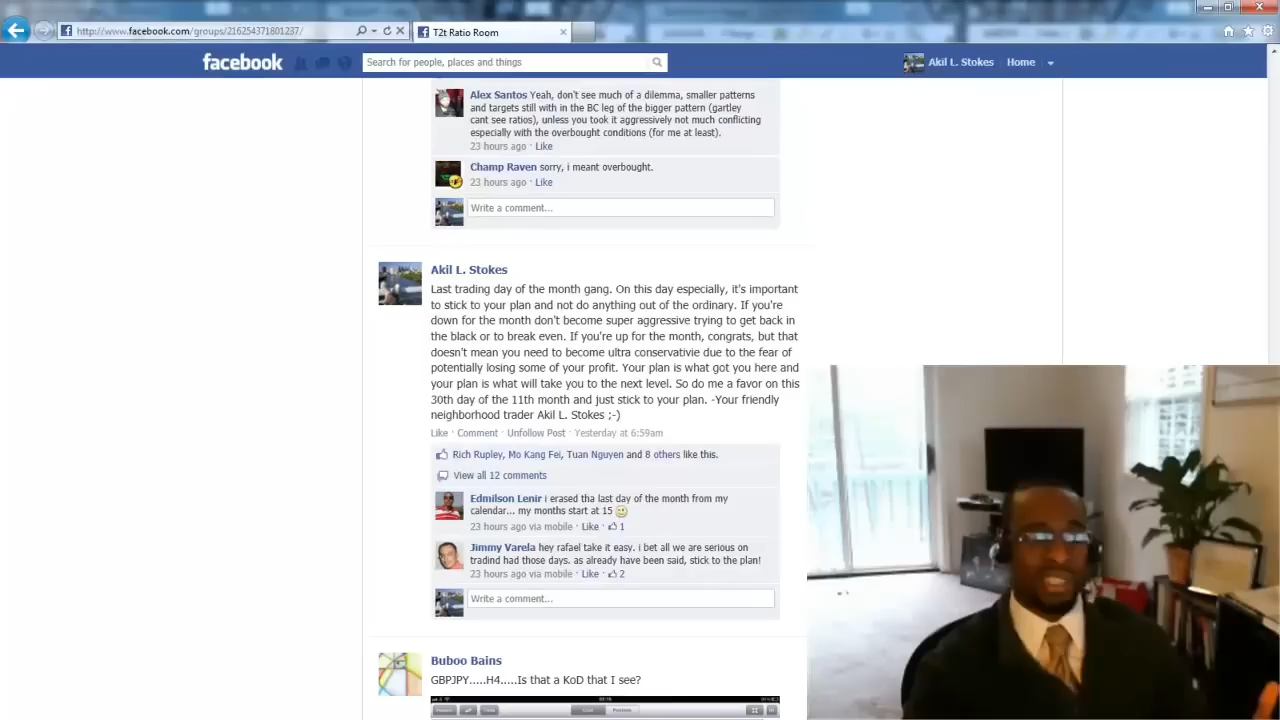 http://www.facebook.com/groups/216254371801237/
T2t Ratio Room
facebook
Search for people, places and things
Akil L. Stokes
Home
Alex Santos Yeah, don't see much of a dilemma, smaller patterns
and targets still with in the BC leg of the bigger pattern (gartley
cant see ratios), unless you took it aggressively not much conflicting
especially with the overbought conditions (for me at least).
23 hours ago · Like
Champ Raven sorry, i meant overbought.
23 hours ago · Like
Write a comment...
Akil L. Stokes
Last trading day of the month gang. On this day especially, it's important
to stick to your plan and not do anything out of the ordinary. If you're
down for the month don't become super aggressive trying to get back in
the black or to break even. If you're up for the month, congrats, but that
doesn't mean you need to become ultra conservativie due to the fear of
potentially losing some of your profit. Your plan is what got you here and
your plan is what will take you to the next level. So do me a favor on this
30th day of the 11th month and just stick to your plan. -Your friendly
neighborhood trader Akil L. Stokes ;-)
Like · Comment · Unfollow Post · Yesterday at 6:59am
Rich Rupley, Mo Kang Fei, Tuan Nguyen and 8 others like this.
View all 12 comments
Edmilson Lenir i erased tha last day of the month from my
calendar... my months start at 15
23 hours ago via mobile · Like · 1
Jimmy Varela hey rafael take it easy. i bet all we are serious on
tradind had those days. as already have been said, stick to the plan!
23 hours ago via mobile · Like · 2
Write a comment...
Buboo Bains
GBPJPY.....H4.....Is that a KoD that I see?